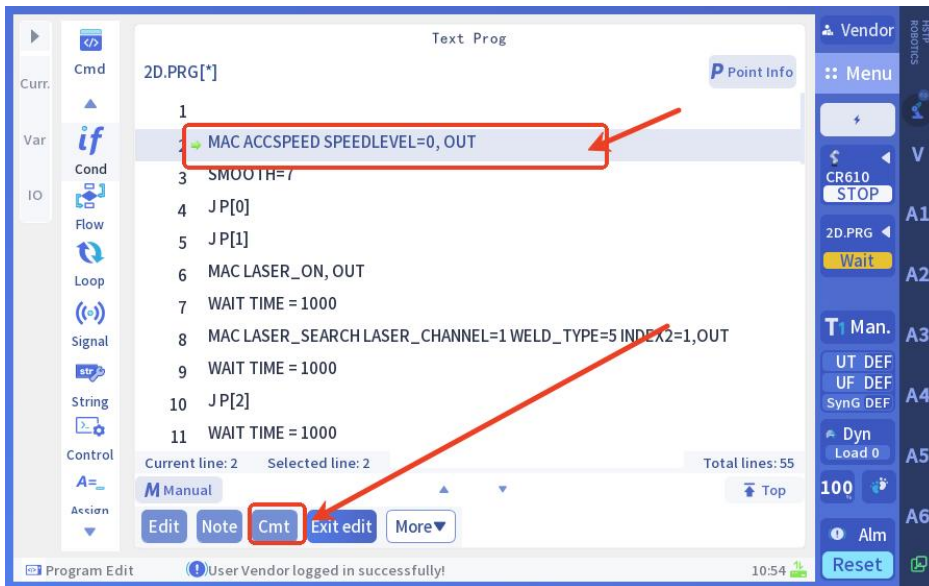 Text Prog
Vendor
HSTP ROBOTICS
Curr.
Cmd
2D.PRG[*]
P Point Info
Menu
1
Var
if
2 MAC ACCSPEED SPEEDLEVEL=0, OUT
V
Cond
3 SMOOTH=7
CR610
IO
STOP
4 J P[0]
A1
Flow
5 J P[1]
2D.PRG
6 MAC LASER_ON, OUT
Wait
A2
Loop
7 WAIT TIME = 1000
Signal
8 MAC LASER_SEARCH LASER_CHANNEL=1 WELD_TYPE=5 INDEX2=1,OUT
T1 Man.
A3
str
9 WAIT TIME = 1000
UT DEF
UF DEF
String
10 J P[2]
SynG DEF
A4
11 WAIT TIME = 1000
Dyn
Control
Current line: 2 Selected line: 2 Total lines: 55
Load 0
A5
A=_
M Manual
Top
100 %
Assign
Edit Note Cmt Exit edit More▼
A6
Alm
Program Edit
User Vendor logged in successfully!
10:54
Reset